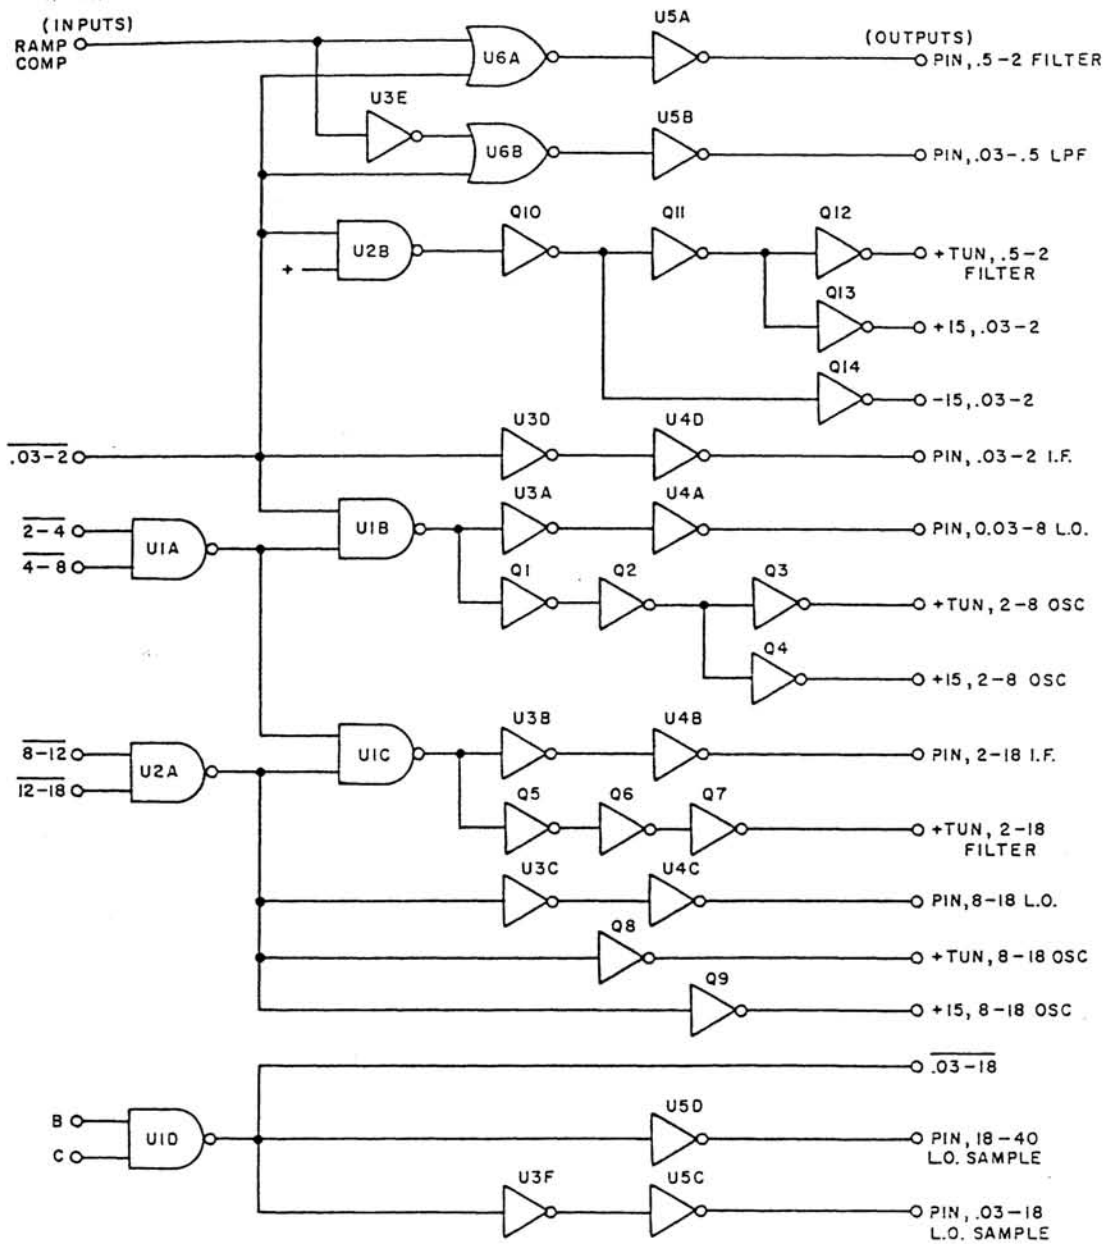 (INPUTS)
RAMP
COMP
U6A
U5A
(OUTPUTS)
PIN, .5-2 FILTER
U3E
U6B
U5B
PIN, .03-.5 LPF
U2B
+
Q10
Q11
Q12
+TUN, .5-2
FILTER
Q13
+15, .03-2
Q14
-15, .03-2
.03-2
U3D
U4D
PIN, .03-2 I.F.
2-4
4-8
U1A
U1B
U3A
U4A
PIN, 0.03-8 L.O.
Q1
Q2
Q3
+TUN, 2-8 OSC
Q4
+15, 2-8 OSC
8-12
12-18
U2A
U1C
U3B
U4B
PIN, 2-18 I.F.
Q5
Q6
Q7
+TUN, 2-18
FILTER
U3C
U4C
PIN, 8-18 L.O.
Q8
+TUN, 8-18 OSC
Q9
+15, 8-18 OSC
.03-18
B
C
U1D
U5D
PIN, 18-40
L.O. SAMPLE
U3F
U5C
PIN, .03-18
L.O. SAMPLE